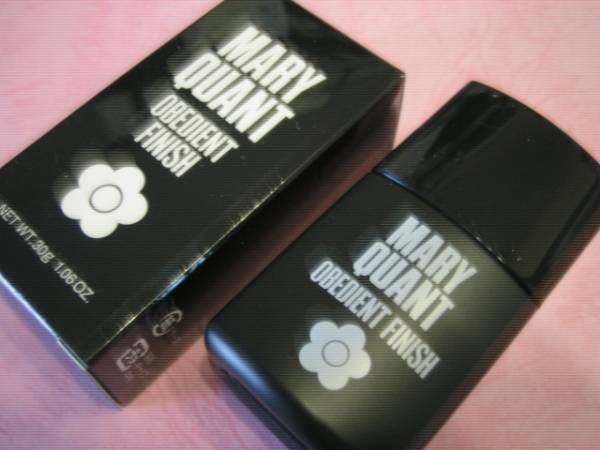 MARY
QUANT
OBEDIENT
FINISH
NET WT. 30g 1.06 OZ.
MARY
QUANT
OBEDIENT FINISH